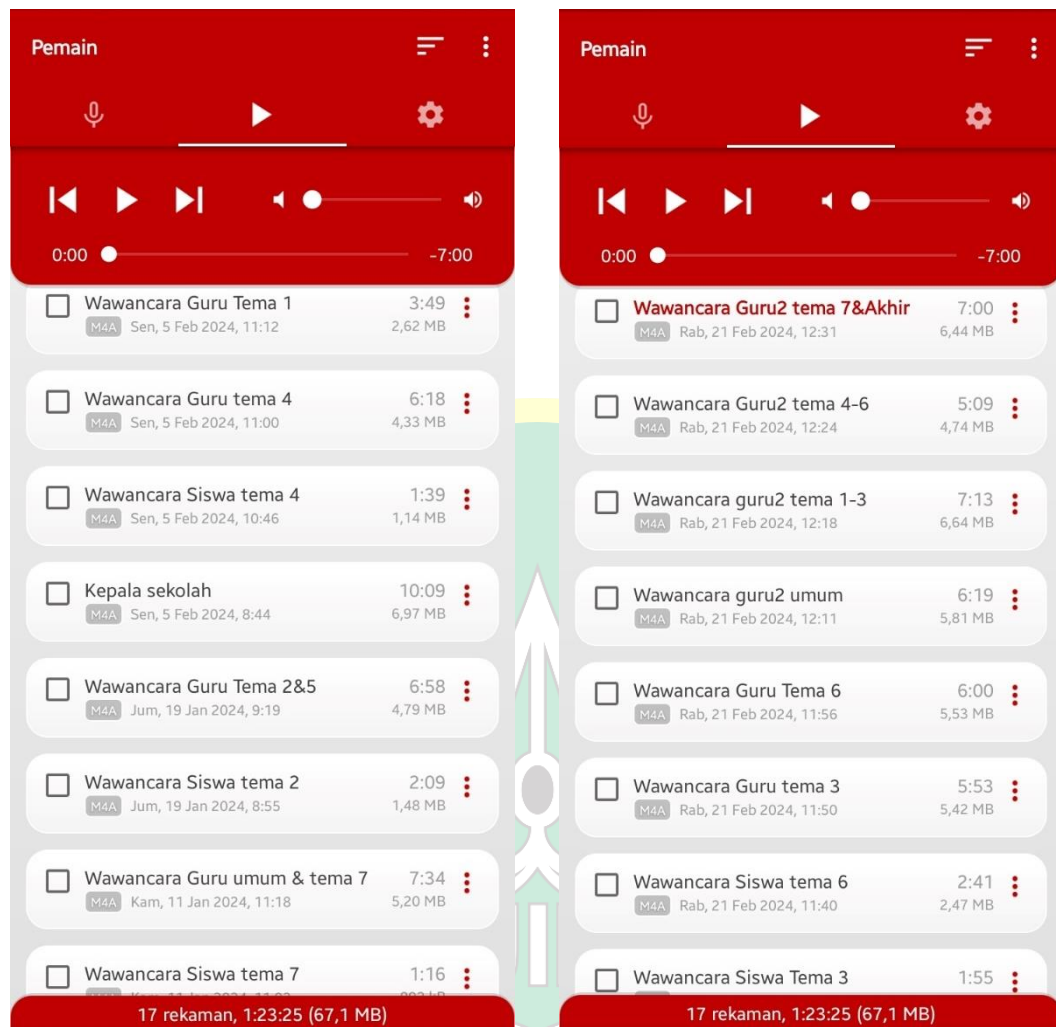 Pemain
0:00
-7:00
Wawancara Guru Tema 1 3:49
M4A Sen, 5 Feb 2024, 11:12 2,62 MB
Wawancara Guru tema 4 6:18
M4A Sen, 5 Feb 2024, 11:00 4,33 MB
Wawancara Siswa tema 4 1:39
M4A Sen, 5 Feb 2024, 10:46 1,14 MB
Kepala sekolah 10:09
M4A Sen, 5 Feb 2024, 8:44 6,97 MB
Wawancara Guru Tema 2&5 6:58
M4A Jum, 19 Jan 2024, 9:19 4,79 MB
Wawancara Siswa tema 2 2:09
M4A Jum, 19 Jan 2024, 8:55 1,48 MB
Wawancara Guru umum & tema 7 7:34
M4A Kam, 11 Jan 2024, 11:18 5,20 MB
Wawancara Siswa tema 7 1:16
17 rekaman, 1:23:25 (67,1 MB)
Pemain
0:00
-7:00
Wawancara Guru2 tema 7&Akhir 7:00
M4A Rab, 21 Feb 2024, 12:31 6,44 MB
Wawancara Guru2 tema 4-6 5:09
M4A Rab, 21 Feb 2024, 12:24 4,74 MB
Wawancara guru2 tema 1-3 7:13
M4A Rab, 21 Feb 2024, 12:18 6,64 MB
Wawancara guru2 umum 6:19
M4A Rab, 21 Feb 2024, 12:11 5,81 MB
Wawancara Guru Tema 6 6:00
M4A Rab, 21 Feb 2024, 11:56 5,53 MB
Wawancara Guru tema 3 5:53
M4A Rab, 21 Feb 2024, 11:50 5,42 MB
Wawancara Siswa tema 6 2:41
M4A Rab, 21 Feb 2024, 11:40 2,47 MB
Wawancara Siswa Tema 3 1:55
17 rekaman, 1:23:25 (67,1 MB)